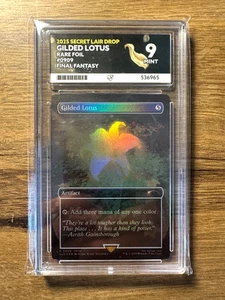 2025 SECRET LAIR DROP
GILDED LOTUS
RARE FOIL
#0909
FINAL FANTASY
9
MINT
536965
Gilded Lotus
Artifact
: Add three mana of any one color.
"They're a lot tougher than they look.
This place . . . It has a kind of power."
—Aerith Gainsborough